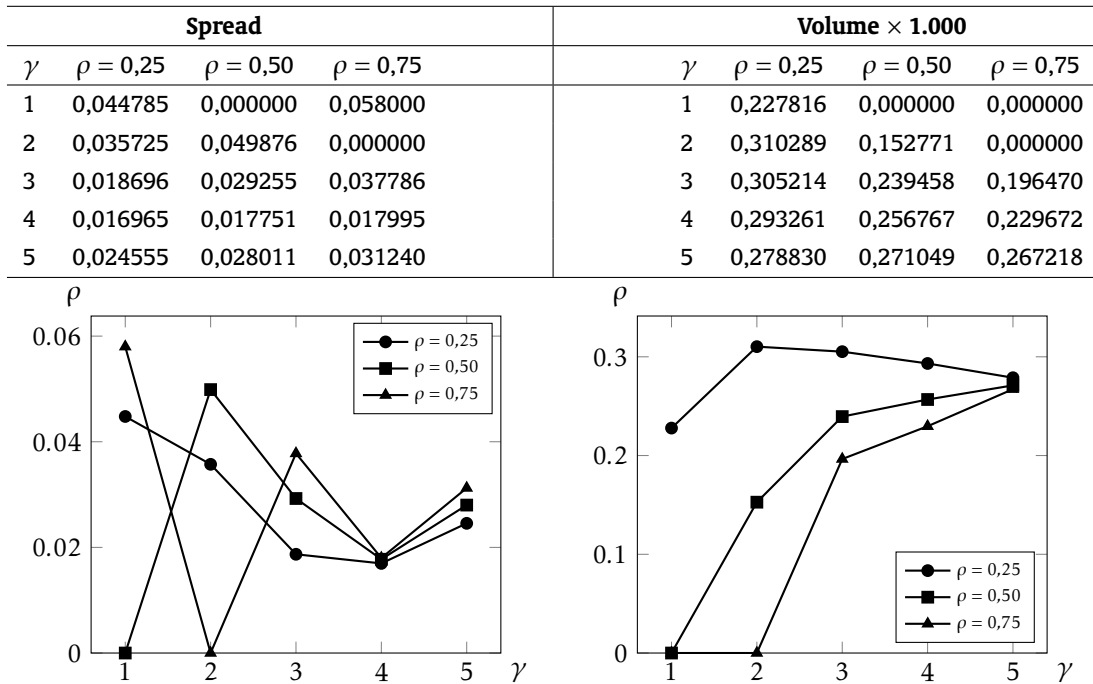 Spread Volume × 1.000
γ ρ = 0,25 ρ = 0,50 ρ = 0,75 γ ρ = 0,25 ρ = 0,50 ρ = 0,75
1 0,044785 0,000000 0,058000 1 0,227816 0,000000 0,000000
2 0,035725 0,049876 0,000000 2 0,310289 0,152771 0,000000
3 0,018696 0,029255 0,037786 3 0,305214 0,239458 0,196470
4 0,016965 0,017751 0,017995 4 0,293261 0,256767 0,229672
5 0,024555 0,028011 0,031240 5 0,278830 0,271049 0,267218
ρ
0.06
0.04
0.02
0
1 2 3 4 5 γ
ρ = 0,25
ρ = 0,50
ρ = 0,75
ρ
0.3
0.2
0.1
0
1 2 3 4 5 γ
ρ = 0,25
ρ = 0,50
ρ = 0,75